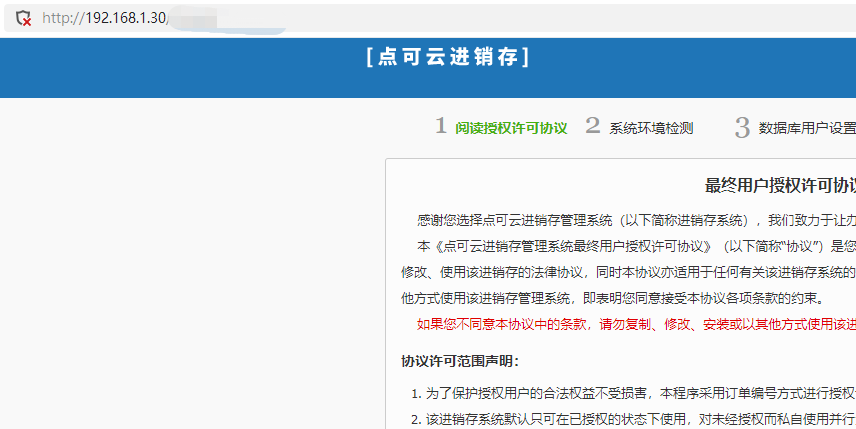 http://192.168.1.30/
[点可云进销存]
1 阅读授权许可协议 2 系统环境检测 3 数据库用户设置
最终用户授权许可协议
感谢您选择点可云进销存管理系统（以下简称进销存系统），我们致力于让办
本《点可云进销存管理系统最终用户授权许可协议》（以下简称“协议”）是您
修改、使用该进销存的法律协议，同时本协议亦适用于任何有关该进销存系统的
他方式使用该进销存管理系统，即表明您同意接受本协议各项条款的约束。
如果您不同意本协议中的条款，请勿复制、修改、安装或以其他方式使用该进
协议许可范围声明：
1. 为了保护授权用户的合法权益不受损害，本程序采用订单编号方式进行授权
2. 该进销存系统默认只可在已授权的状态下使用，对未经授权而私自使用并行